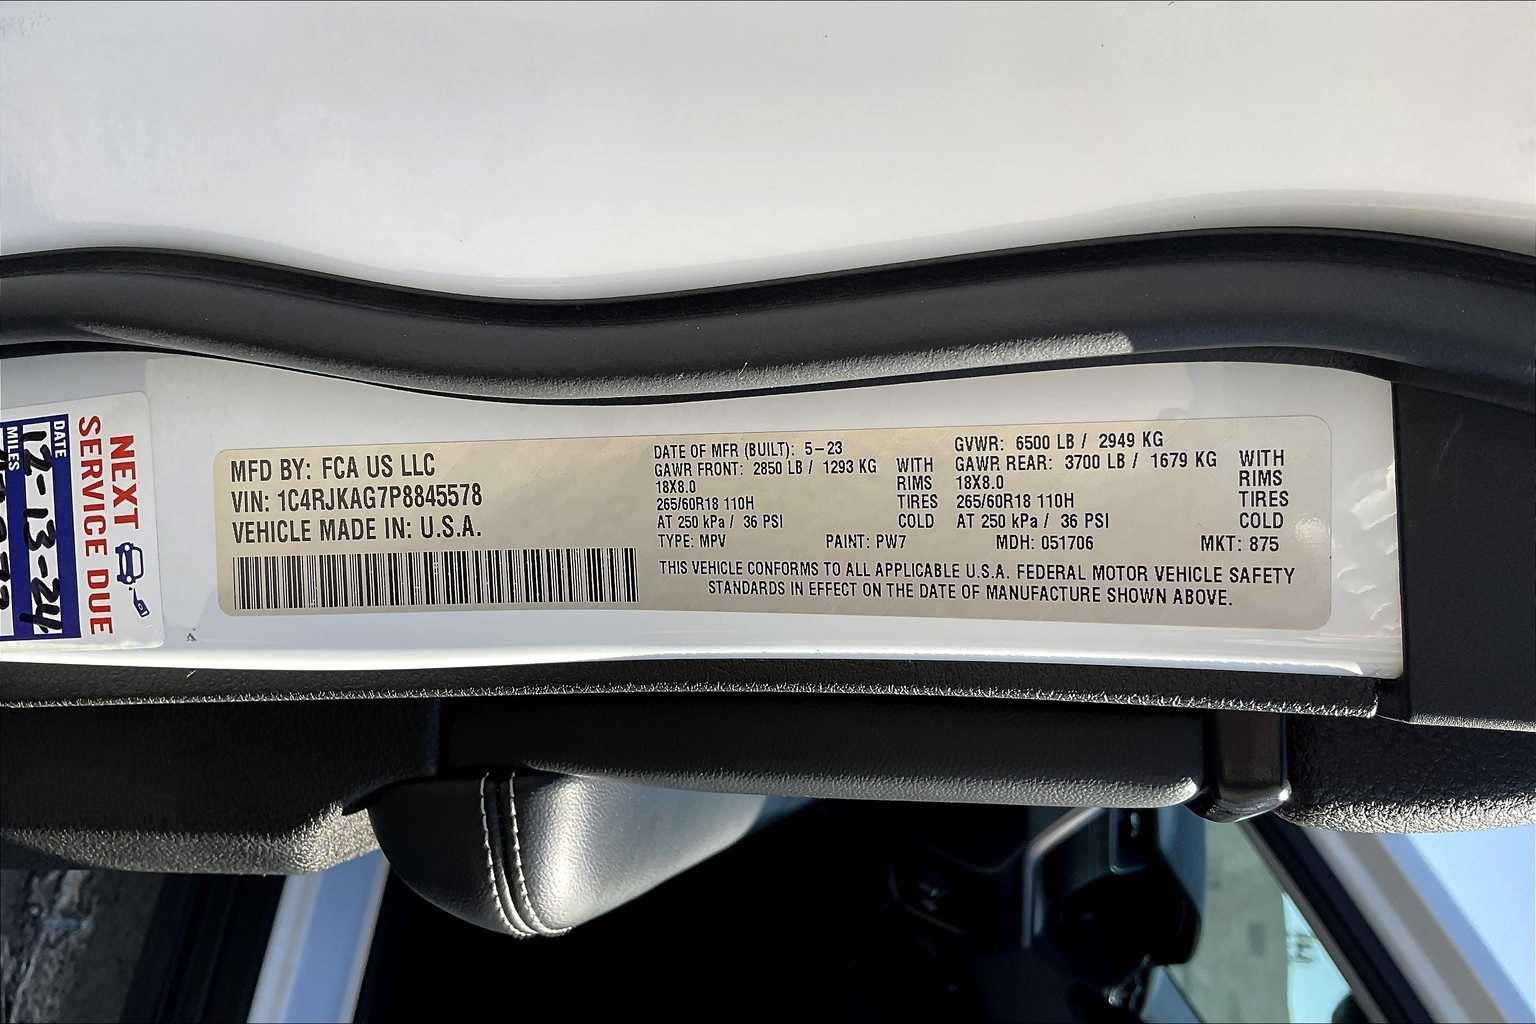 NEXT
SERVICE DUE
DATE
12-13-24
MILES
MFD BY: FCA US LLC
VIN: 1C4RJKAG7P8845578
VEHICLE MADE IN: U.S.A.
DATE OF MFR (BUILT): 5-23
GAWR FRONT: 2850 LB / 1293 KG WITH
18X8.0 RIMS
265/60R18 110H TIRES
AT 250 kPa / 36 PSI COLD
GVWR: 6500 LB / 2949 KG
GAWR REAR: 3700 LB / 1679 KG WITH
18X8.0 RIMS
265/60R18 110H TIRES
AT 250 kPa / 36 PSI COLD
TYPE: MPV PAINT: PW7 MDH: 051706 MKT: 875
THIS VEHICLE CONFORMS TO ALL APPLICABLE U.S.A. FEDERAL MOTOR VEHICLE SAFETY
STANDARDS IN EFFECT ON THE DATE OF MANUFACTURE SHOWN ABOVE.